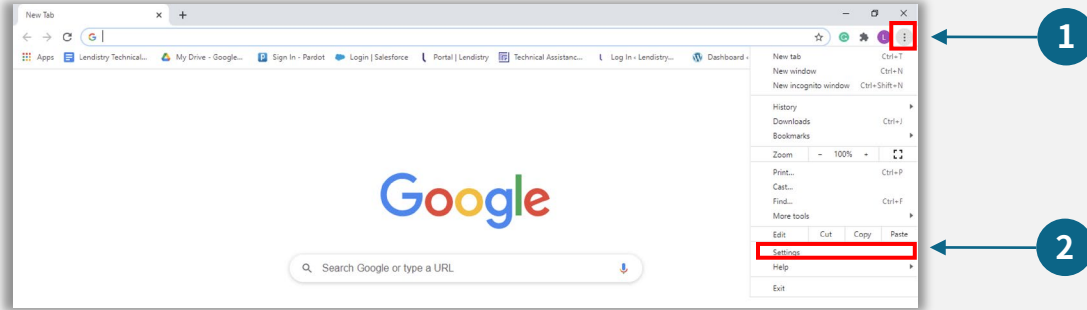 New Tab
1
Apps Lendistry Technical... My Drive - Google... Sign In - Pardot Login | Salesforce Portal | Lendistry Technical Assistanc... Log In ‹ Lendistry... Dashboard ‹
New tab Ctrl+T
New window Ctrl+N
New incognito window Ctrl+Shift+N
History
Downloads Ctrl+J
Bookmarks
Zoom - 100% +
Print... Ctrl+P
Cast...
Find... Ctrl+F
More tools
Edit Cut Copy Paste
Settings
2
Help
Exit
Google
Search Google or type a URL